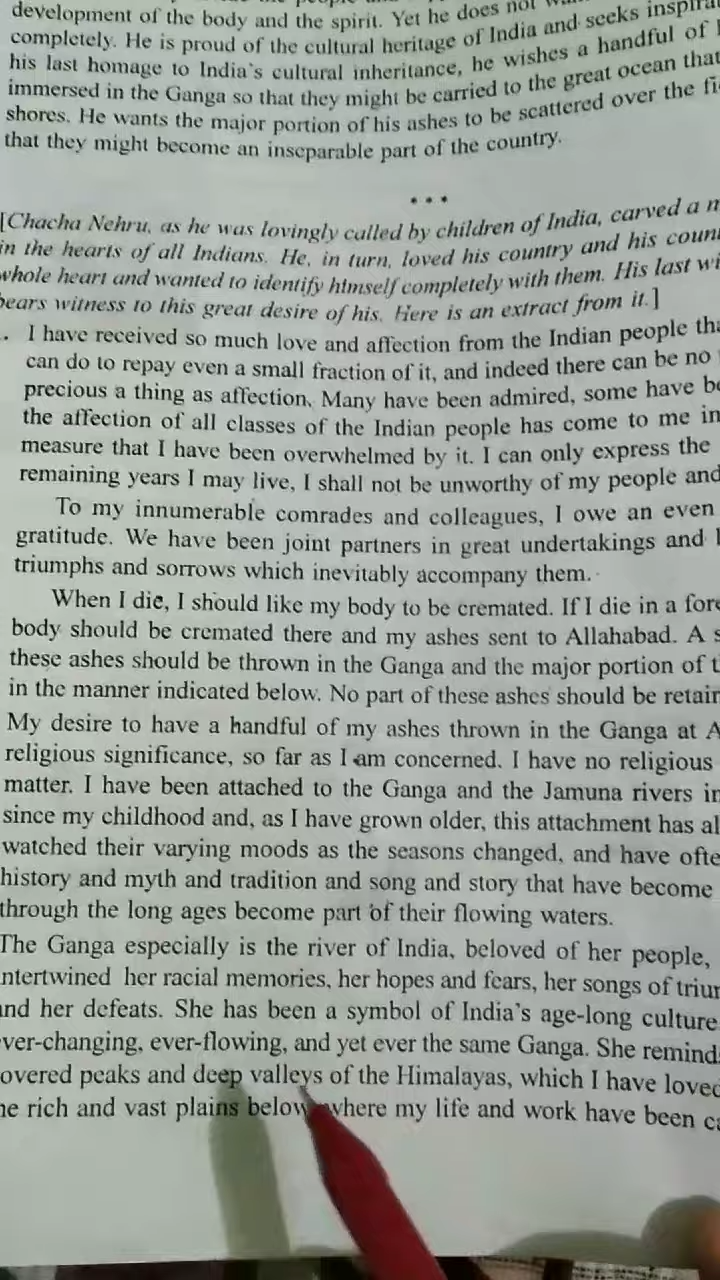 development of the body and the spirit. Yet he does not
completely. He is proud of the cultural heritage of India and seeks
his last homage to India's cultural inheritance, he wishes a handful of
immersed in the Ganga so that they might be carried to the great ocean that
shores. He wants the major portion of his ashes to be scattered over the
that they might become an inseparable part of the country.
• • •
[Chacha Nehru, as he was lovingly called by children of India, carved a
in the hearts of all Indians. He, in turn, loved his country and his
whole heart and wanted to identify himself completely with them. His last
bears witness to this great desire of his. Here is an extract from it.]
. I have received so much love and affection from the Indian people
can do to repay even a small fraction of it, and indeed there can be no
precious a thing as affection. Many have been admired, some have
the affection of all classes of the Indian people has come to me in
measure that I have been overwhelmed by it. I can only express the
remaining years I may live, I shall not be unworthy of my people and
To my innumerable comrades and colleagues, I owe an even
gratitude. We have been joint partners in great undertakings and
triumphs and sorrows which inevitably accompany them.
When I die, I should like my body to be cremated. If I die in a
body should be cremated there and my ashes sent to Allahabad. A
these ashes should be thrown in the Ganga and the major portion of
in the manner indicated below. No part of these ashes should be
My desire to have a handful of my ashes thrown in the Ganga at
religious significance, so far as I am concerned. I have no religious
matter. I have been attached to the Ganga and the Jamuna rivers in
since my childhood and, as I have grown older, this attachment has
watched their varying moods as the seasons changed, and have
history and myth and tradition and song and story that have become
through the long ages become part of their flowing waters.
The Ganga especially is the river of India, beloved of her people,
ntertwined her racial memories, her hopes and fears, her songs of
and her defeats. She has been a symbol of India's age-long culture
ver-changing, ever-flowing, and yet ever the same Ganga. She remind
overed peaks and deep valleys of the Himalayas, which I have loved
he rich and vast plains below where my life and work have been